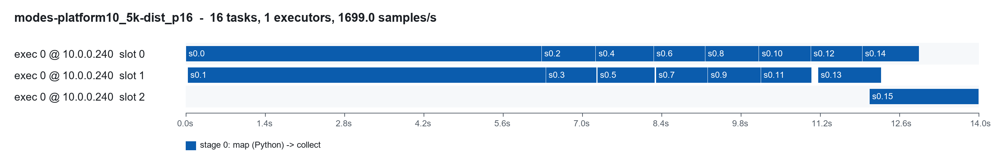 modes-platform10_5k-dist_p16 - 16 tasks, 1 executors, 1699.0 samples/s
exec 0 @ 10.0.0.240 slot 0
s0.0 s0.2 s0.4 s0.6 s0.8 s0.10 s0.12 s0.14
exec 0 @ 10.0.0.240 slot 1
s0.1 s0.3 s0.5 s0.7 s0.9 s0.11 s0.13
exec 0 @ 10.0.0.240 slot 2
s0.15
0.0s 1.4s 2.8s 4.2s 5.6s 7.0s 8.4s 9.8s 11.2s 12.6s 14.0s
stage 0: map (Python) -> collect